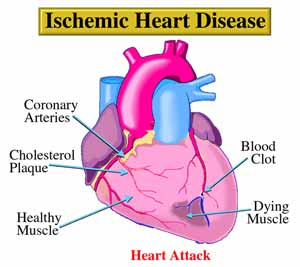 Ischemic Heart Disease
Coronary
Arteries
Cholesterol
Plaque
Healthy
Muscle
Blood
Clot
Dying
Muscle
Heart Attack